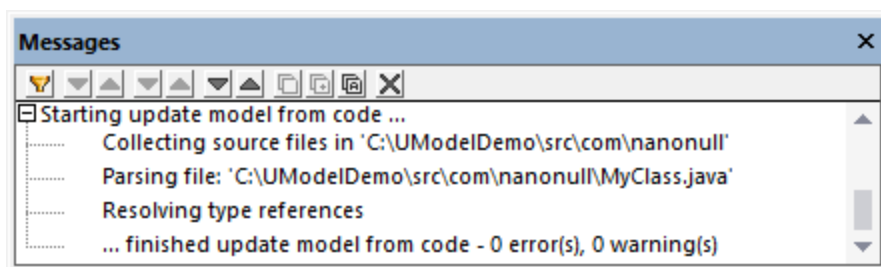 Messages
Starting update model from code ...
Collecting source files in 'C:\UModelDemo\src\com\nanonull'
Parsing file: 'C:\UModelDemo\src\com\nanonull\MyClass.java'
Resolving type references
... finished update model from code - 0 error(s), 0 warning(s)